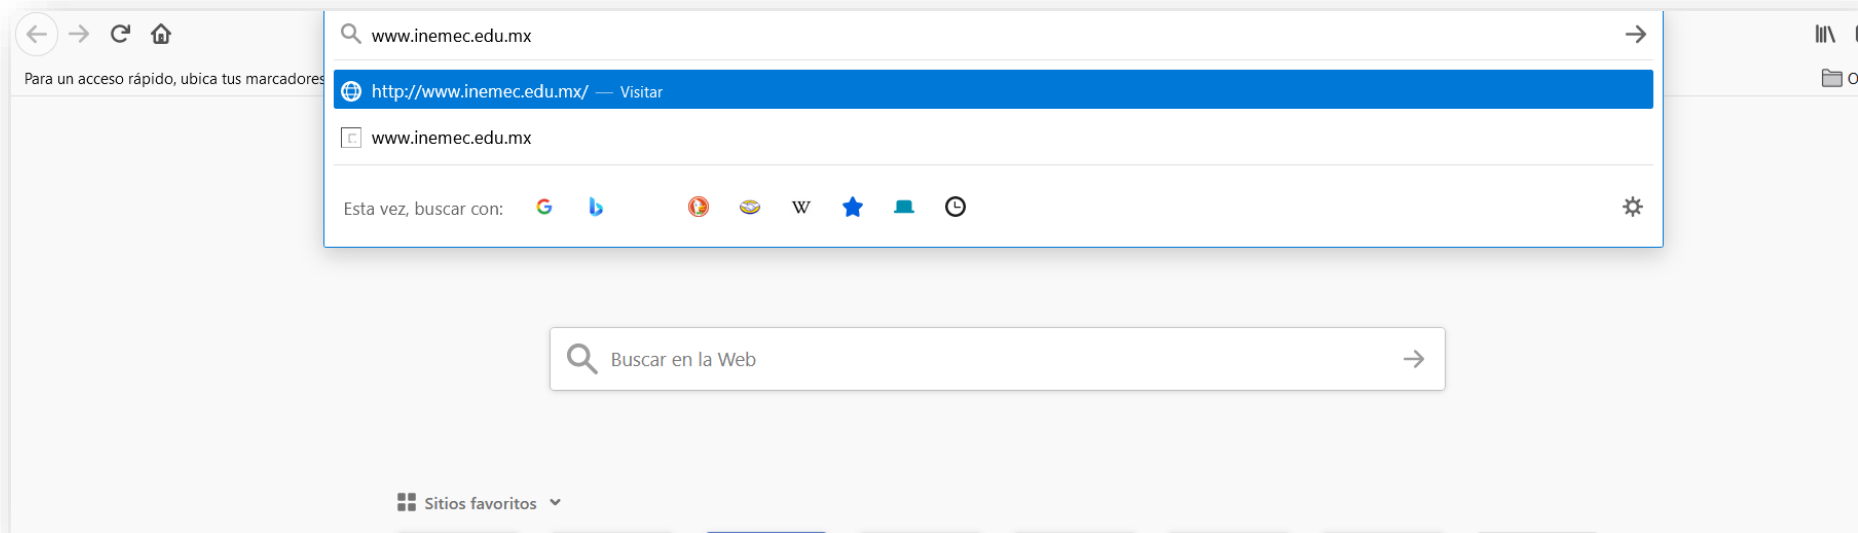 www.inemec.edu.mx
Para un acceso rápido, ubica tus marcadores
http://www.inemec.edu.mx/ — Visitar
O
www.inemec.edu.mx
Esta vez, buscar con:
Buscar en la Web
Sitios favoritos